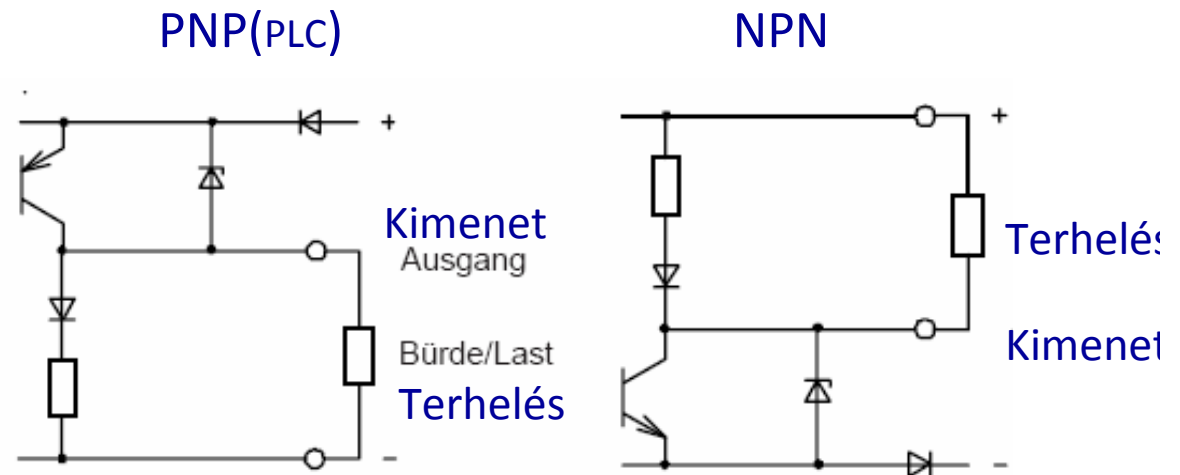 PNP(PLC)
NPN
+
Kimenet
Ausgang
Bürde/Last
Terhelés
−
+
Terhelés
Kimenet
−